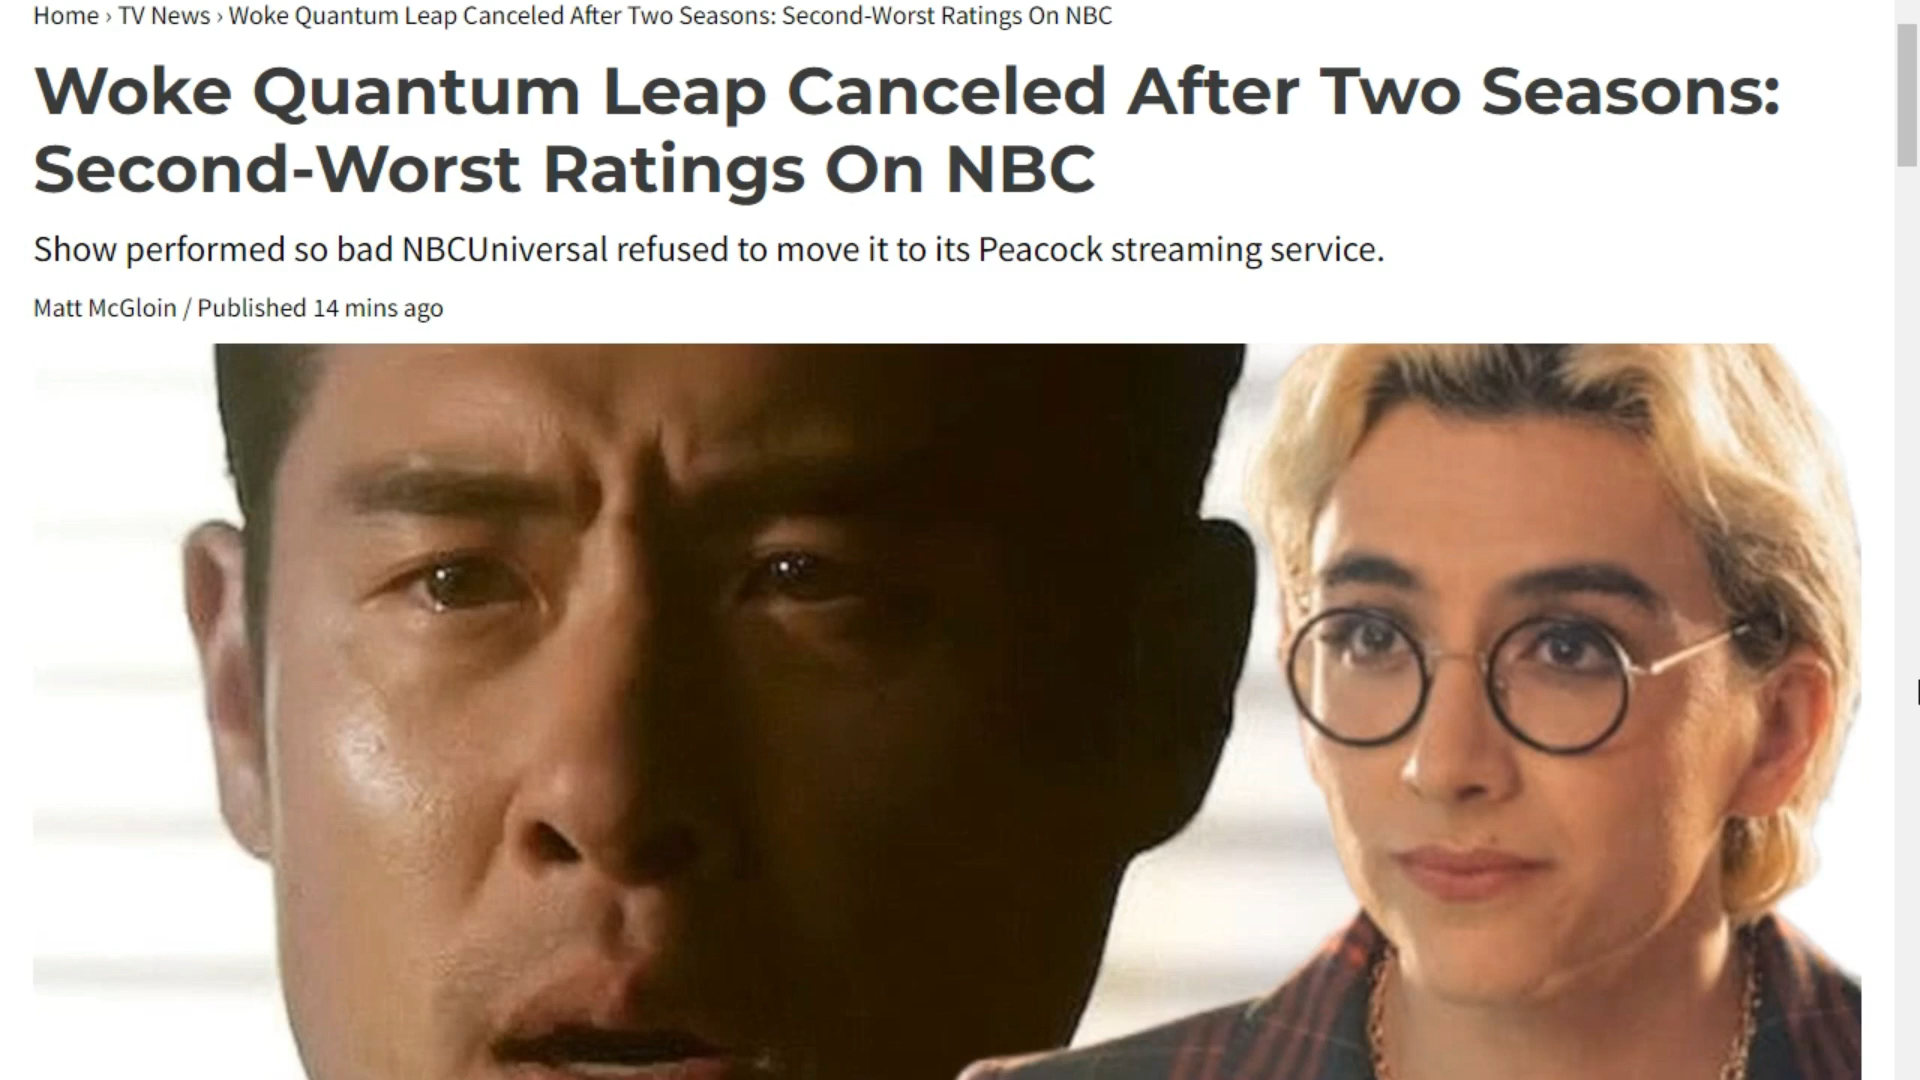 Home › TV News › Woke Quantum Leap Canceled After Two Seasons: Second-Worst Ratings On NBC
Woke Quantum Leap Canceled After Two Seasons:
Second-Worst Ratings On NBC
Show performed so bad NBCUniversal refused to move it to its Peacock streaming service.
Matt McGloin / Published 14 mins ago